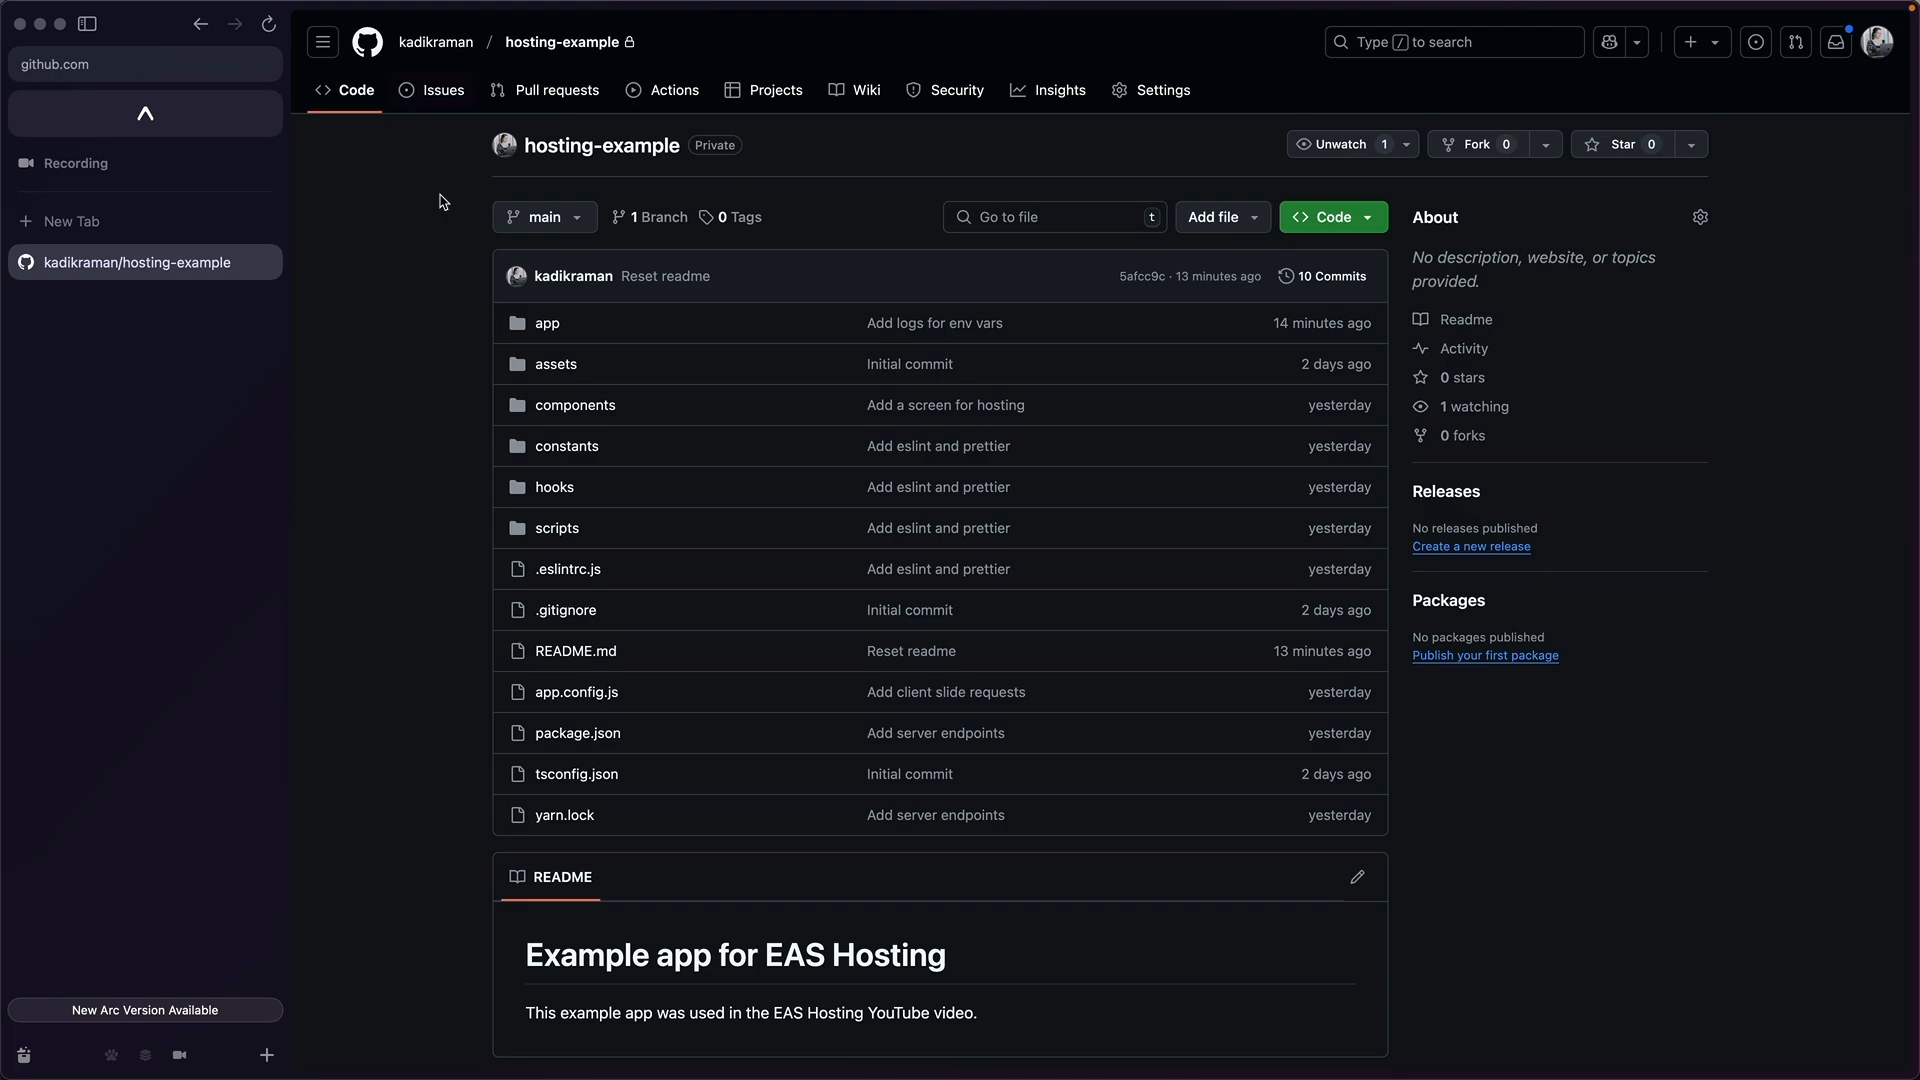 github.com
Recording
New Tab
kadikraman/hosting-example
New Arc Version Available
kadikraman / hosting-example
Type / to search
Code
Issues
Pull requests
Actions
Projects
Wiki
Security
Insights
Settings
hosting-example Private
Unwatch 1
Fork 0
Star 0
main
1 Branch
0 Tags
Go to file t
Add file
Code
kadikraman Reset readme 5afcc9c · 13 minutes ago 10 Commits
app Add logs for env vars 14 minutes ago
assets Initial commit 2 days ago
components Add a screen for hosting yesterday
constants Add eslint and prettier yesterday
hooks Add eslint and prettier yesterday
scripts Add eslint and prettier yesterday
.eslintrc.js Add eslint and prettier yesterday
.gitignore Initial commit 2 days ago
README.md Reset readme 13 minutes ago
app.config.js Add client slide requests yesterday
package.json Add server endpoints yesterday
tsconfig.json Initial commit 2 days ago
yarn.lock Add server endpoints yesterday
README
Example app for EAS Hosting
This example app was used in the EAS Hosting YouTube video.
About
No description, website, or topics
provided.
Readme
Activity
0 stars
1 watching
0 forks
Releases
No releases published
Create a new release
Packages
No packages published
Publish your first package